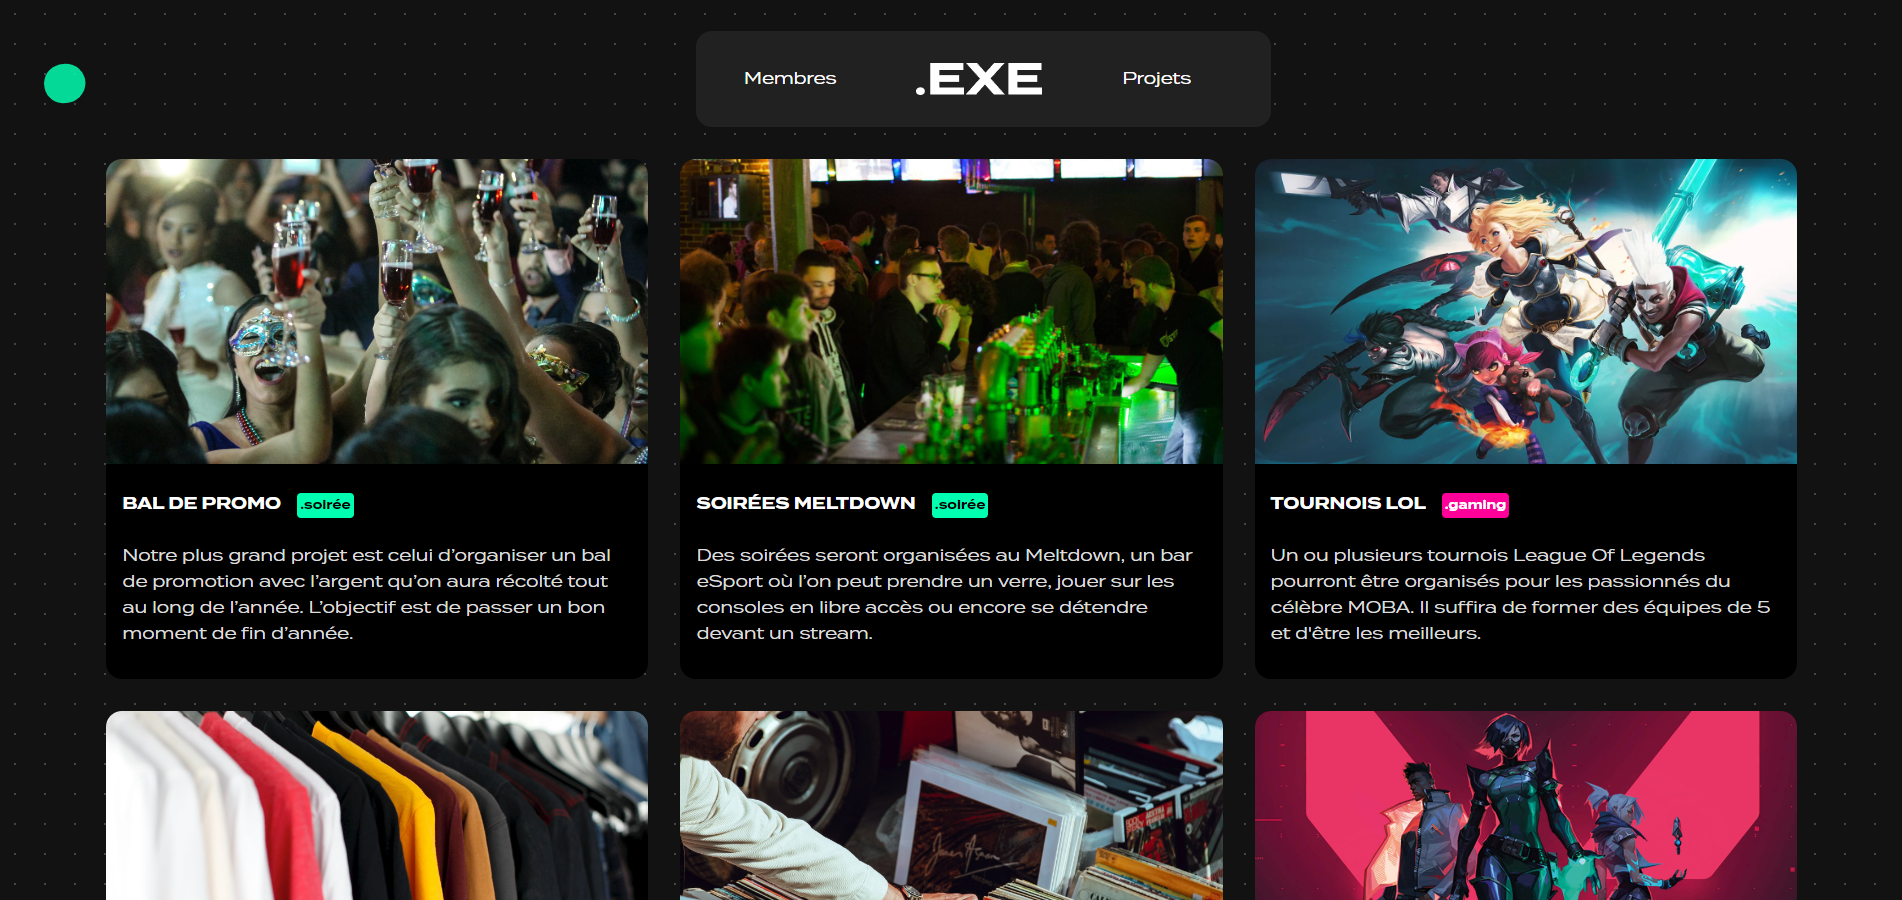 Membres
.EXE
Projets
BAL DE PROMO .soirée
Notre plus grand projet est celui d’organiser un bal
de promotion avec l’argent qu’on aura récolté tout
au long de l’année. L’objectif est de passer un bon
moment de fin d’année.
SOIRÉES MELTDOWN .soirée
Des soirées seront organisées au Meltdown, un bar
eSport où l’on peut prendre un verre, jouer sur les
consoles en libre accès ou encore se détendre
devant un stream.
TOURNOIS LOL .gaming
Un ou plusieurs tournois League Of Legends
pourront être organisés pour les passionnés du
célèbre MOBA. Il suffira de former des équipes de 5
et d'être les meilleurs.